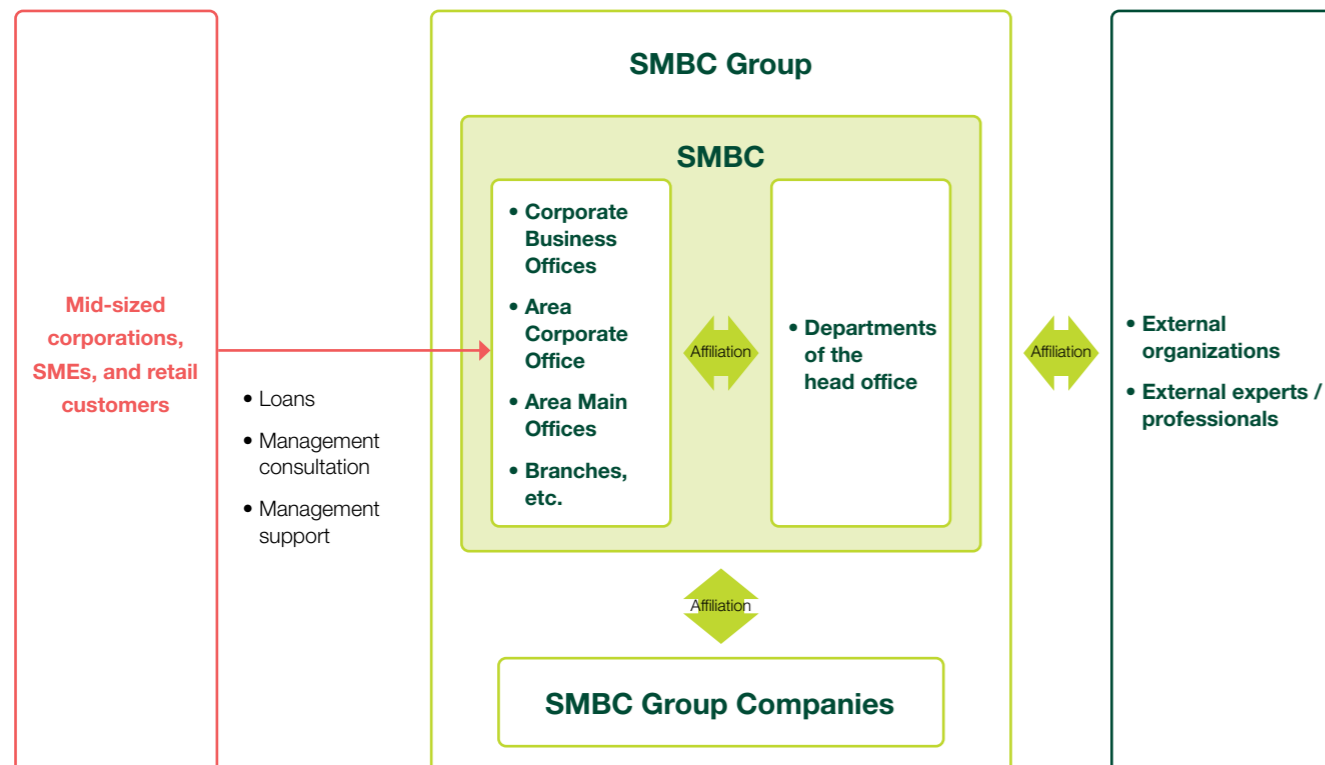 Mid-sized
corporations,
SMEs, and retail
customers
• Loans
• Management
consultation
• Management
support
SMBC Group
SMBC
• Corporate
Business
Offices
• Area
Corporate
Office
• Area Main
Offices
• Branches,
etc.
Affiliation
• Departments
of the
head office
Affiliation
SMBC Group Companies
Affiliation
• External
organizations
• External experts /
professionals